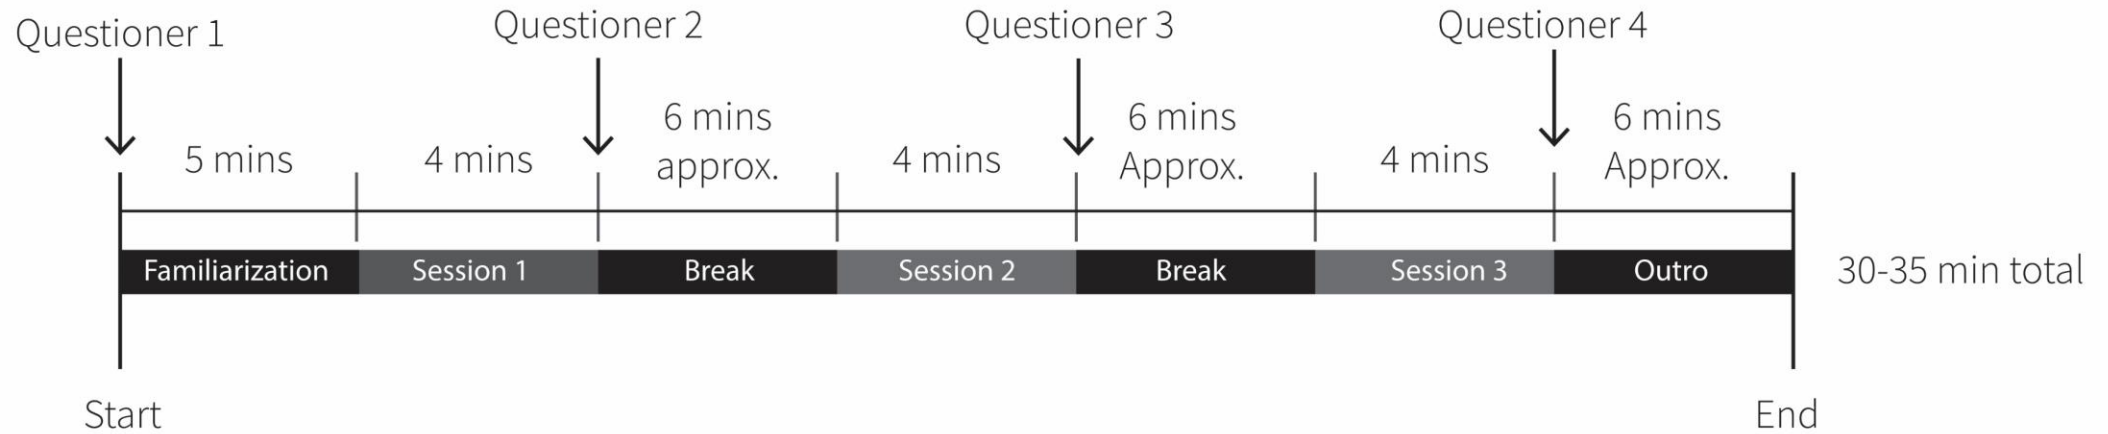 Questioner 1
Questioner 2
Questioner 3
Questioner 4
5 mins
4 mins
6 mins
approx.
4 mins
6 mins
Approx.
4 mins
6 mins
Approx.
Familiarization
Session 1
Break
Session 2
Break
Session 3
Outro
30-35 min total
Start
End